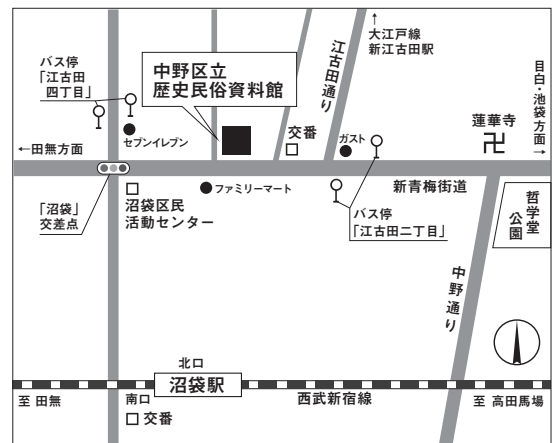 ↑
大江戸線
新江古田駅
江古田通り
目白・池袋方面→
バス停
「江古田
四丁目」
中野区立
歴史民俗資料館
セブンイレブン
交番
ガスト
蓮華寺
卍
←田無方面
新青梅街道
「沼袋」
交差点
沼袋区民
活動センター
ファミリーマート
バス停
「江古田二丁目」
哲学堂
公園
中野通り
北口
沼袋駅
至 田無
南口
西武新宿線
至 高田馬場
交番